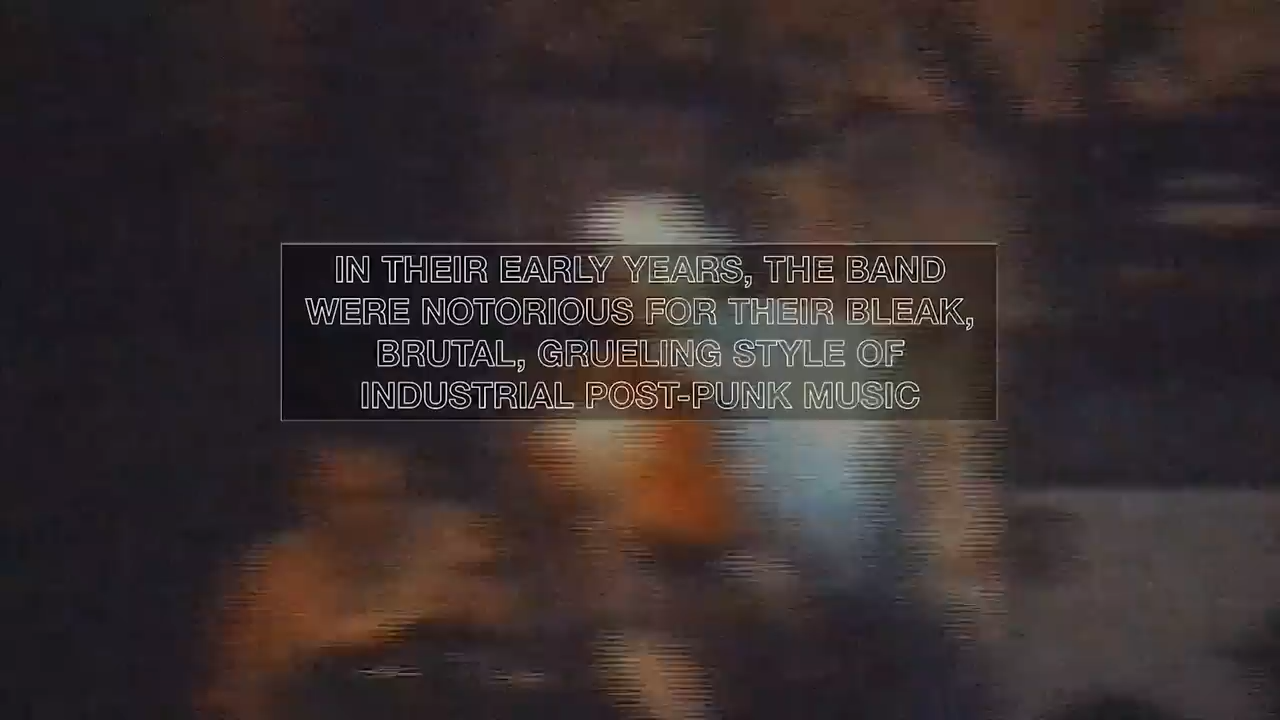 IN THEIR EARLY YEARS, THE BAND
WERE NOTORIOUS FOR THEIR BLEAK,
BRUTAL, GRUELING STYLE OF
INDUSTRIAL POST-PUNK MUSIC